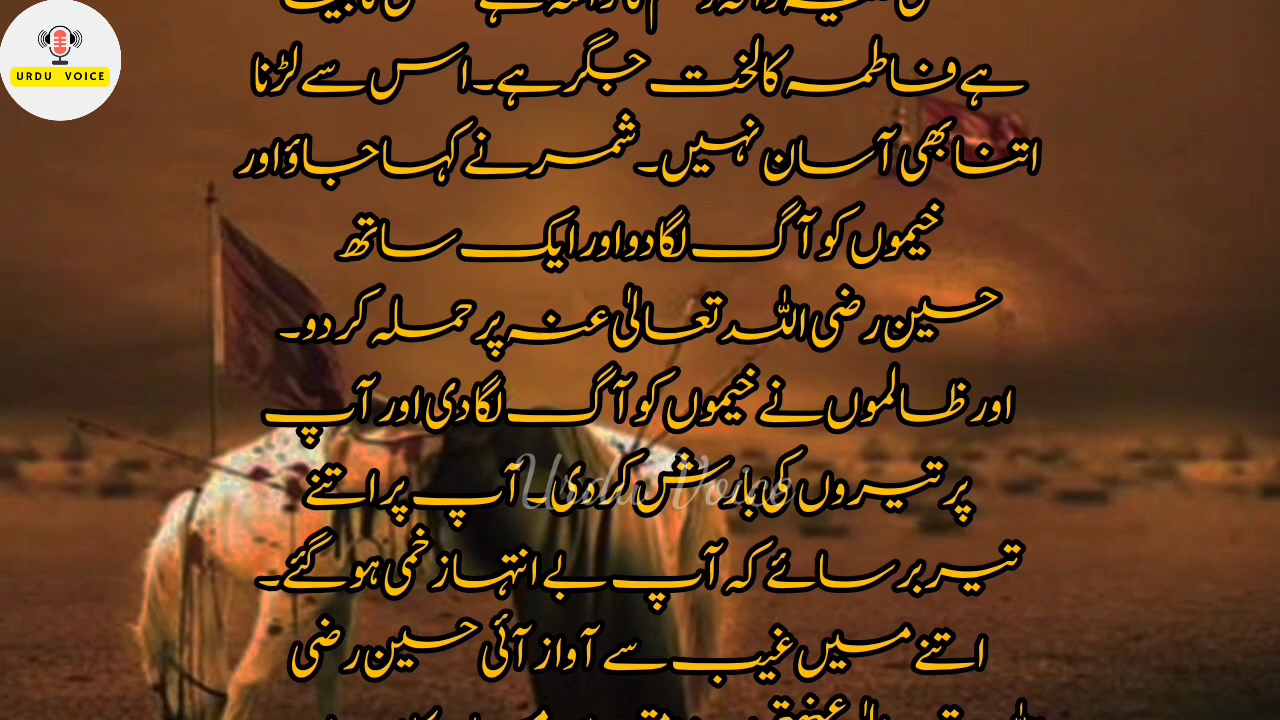 URDU VOICE
ہے فاطمہ کا لخت جگر ہے۔ اس سے لڑنا
اتنا بھی آسان نہیں۔ شمر نے کہا جاؤ اور
خیموں کو آگ لگا دو اور ایک ساتھ
حسین رضی اللہ تعالیٰ عنہ پر حملہ کر دو۔
اور ظالموں نے خیموں کو آگ لگا دی اور آپ
پر تیروں کی بارش کر دی۔ آپ پر اتنے
Urdu Voice
تیر برسائے کہ آپ بے انتہا زخمی ہو گئے۔
اتنے میں غیب سے آواز آئی حسین رضی